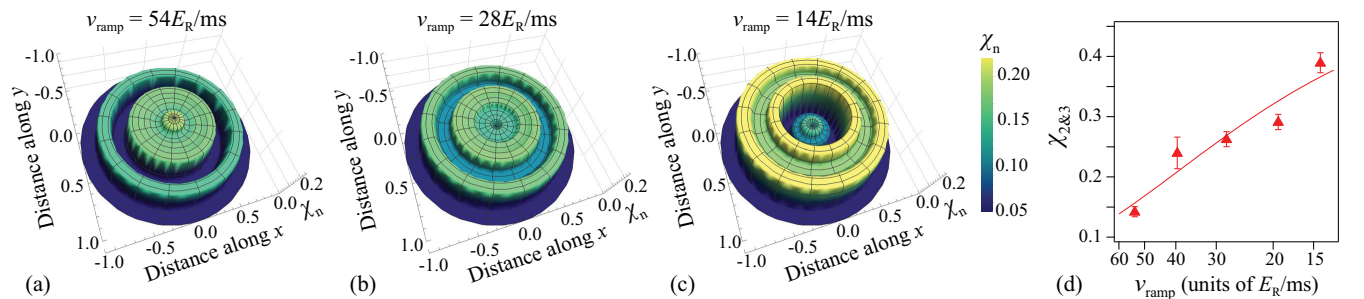 v_ramp = 54E_R/ms
-1.0
-0.5
0.0
0.5
1.0
Distance along y
-1.0
-0.5
0.0
0.5
0.0
0.2
χ_n
Distance along x
(a)
v_ramp = 28E_R/ms
-1.0
-0.5
0.0
0.5
1.0
Distance along y
-1.0
-0.5
0.0
0.5
0.0
0.2
χ_n
Distance along x
(b)
v_ramp = 14E_R/ms
-1.0
-0.5
0.0
0.5
1.0
Distance along y
-1.0
-0.5
0.0
0.5
0.0
0.2
χ_n
Distance along x
(c)
χ_n
0.20
0.15
0.10
0.05
χ_2&3
0.4
0.3
0.2
0.1
60 50 40 30 20 15
v_ramp (units of E_R/ms)
(d)